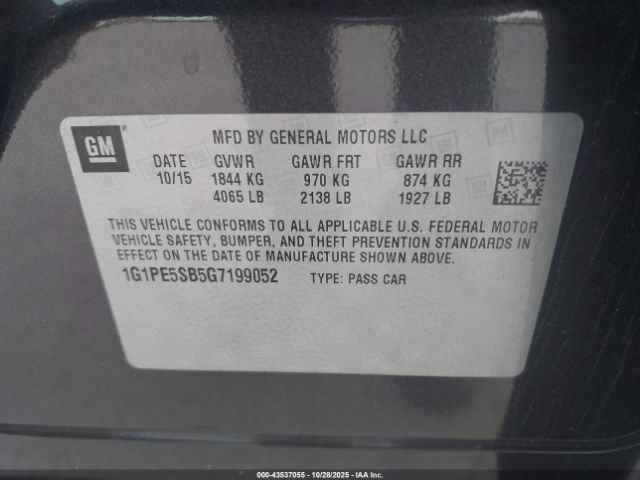 GM
MFD BY GENERAL MOTORS LLC
DATE GVWR GAWR FRT GAWR RR
10/15 1844 KG 970 KG 874 KG
4065 LB 2138 LB 1927 LB
THIS VEHICLE CONFORMS TO ALL APPLICABLE U.S. FEDERAL MOTOR
VEHICLE SAFETY, BUMPER, AND THEFT PREVENTION STANDARDS IN
EFFECT ON THE DATE OF MANUFACTURE SHOWN ABOVE.
1G1PE5SB5G7199052 TYPE: PASS CAR
000-43537055 - 10/28/2025 - IAA Inc.